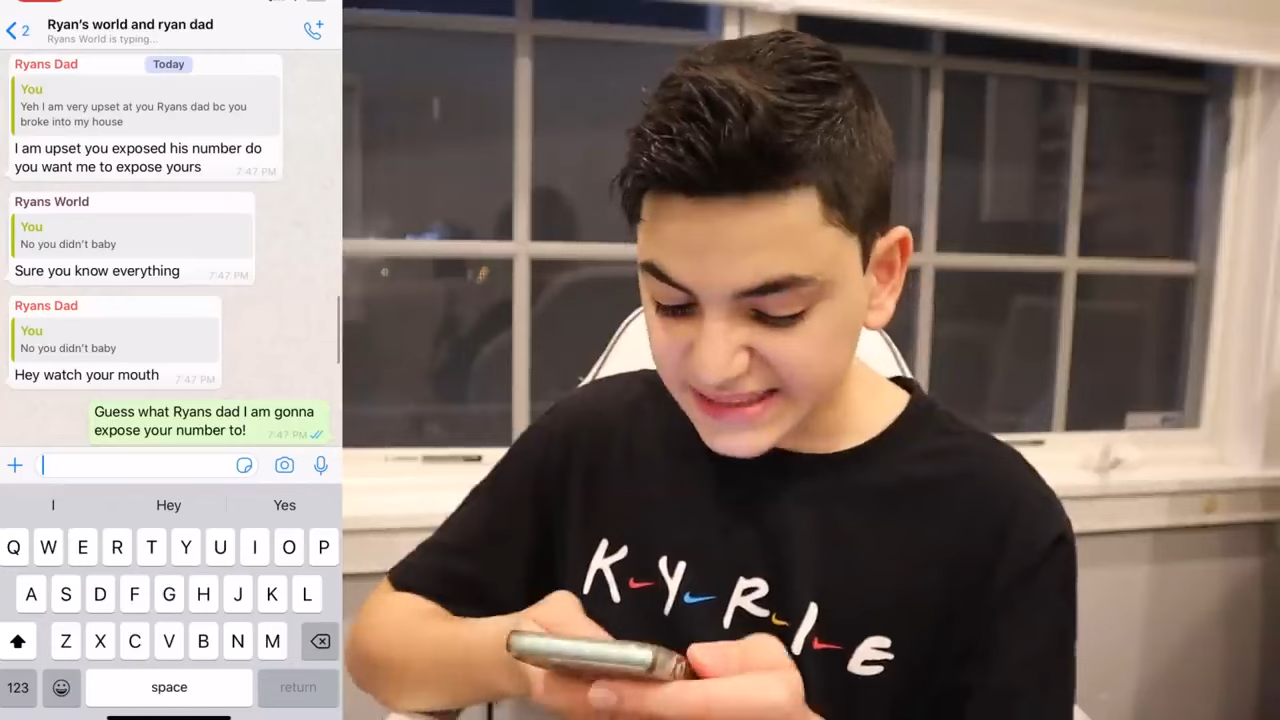 Ryan's world and ryan dad
2
Ryans World is typing...
Ryans Dad
Today
You
Yeh I am very upset at you Ryans dad bc you
broke into my house
I am upset you exposed his number do
you want me to expose yours
7:47 PM
Ryans World
You
No you didn't baby
Sure you know everything
7:47 PM
Ryans Dad
You
No you didn't baby
Hey watch your mouth
7:47 PM
Guess what Ryans dad I am gonna
expose your number to!
7:47 PM
I Hey Yes
Q W E R T Y U I O P
A S D F G H J K L
Z X C V B N M
123 space return
KYRIE